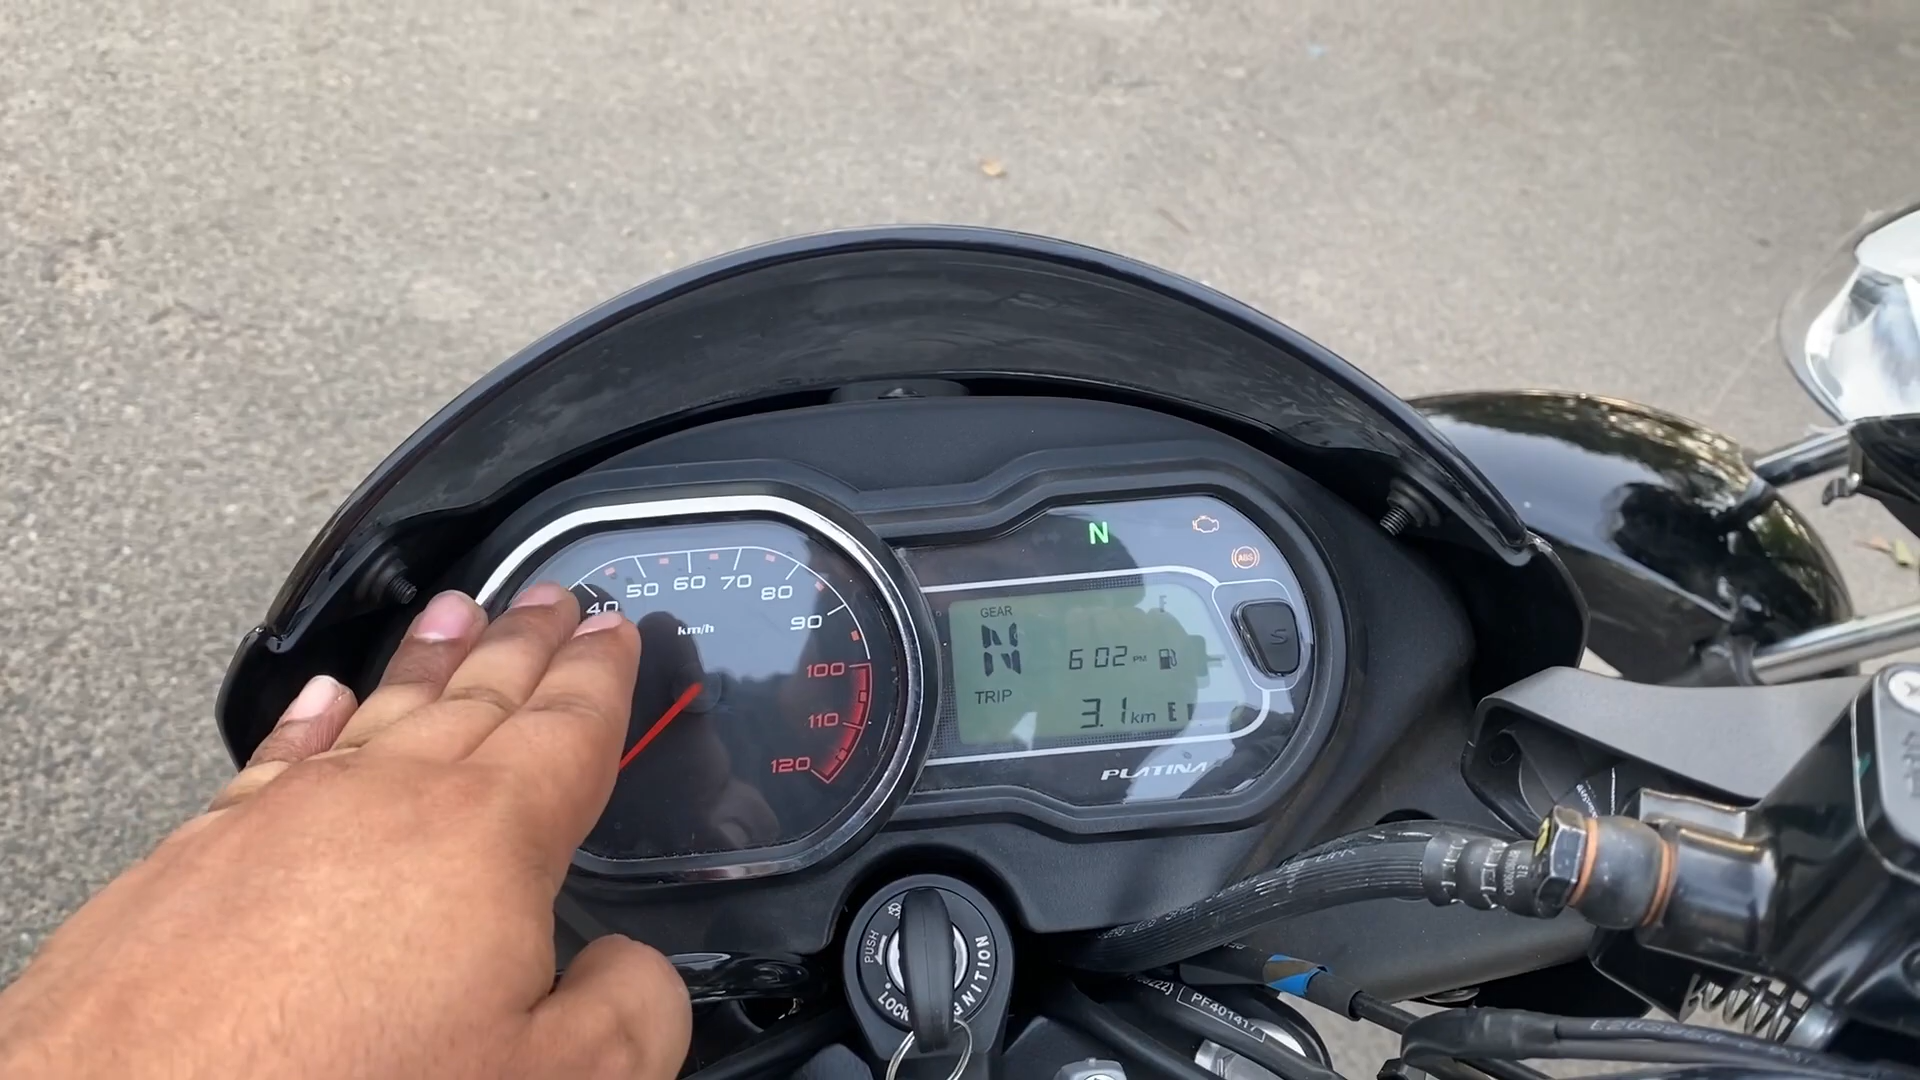 40 50 60 70 80 90 100 110 120
km/h
N
ABS
GEAR
N
F
6 02 PM
S
TRIP
3.1 km E
PLATINA
PUSH
LOCK
IGNITION
PF401417